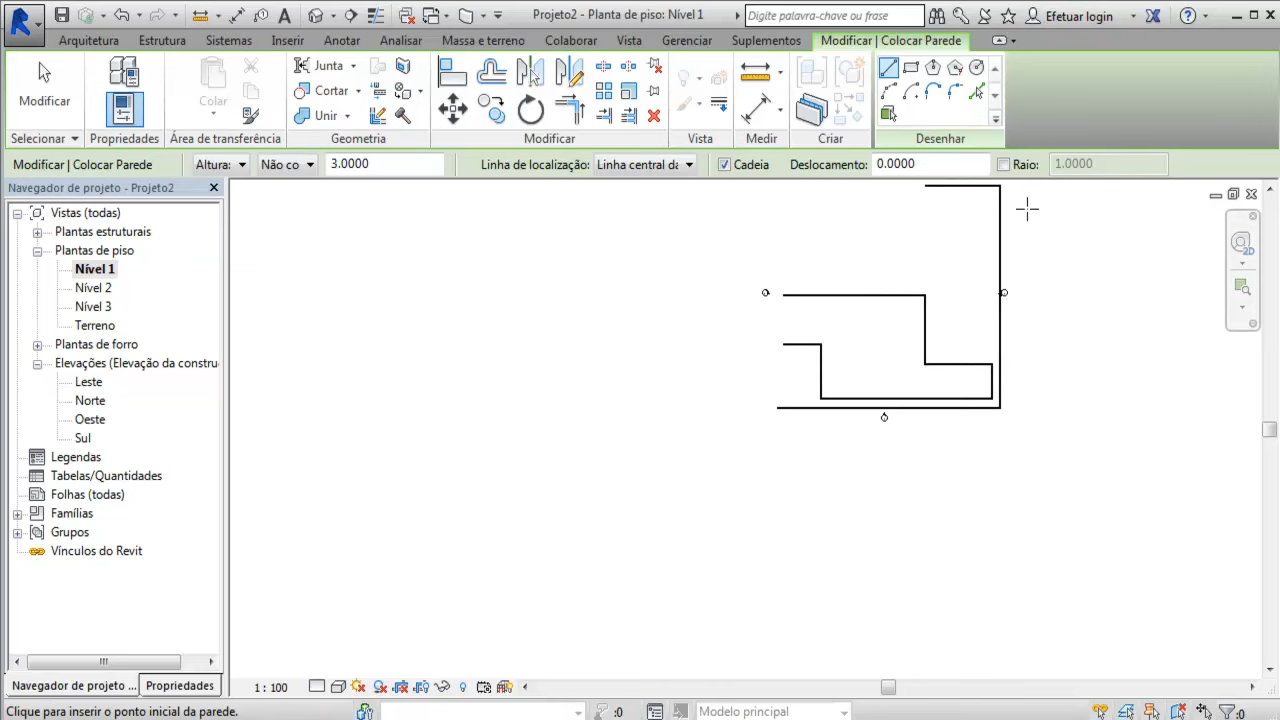 Projeto2 - Planta de piso: Nível 1
Digite palavra-chave ou frase
Efetuar login
Arquitetura
Estrutura
Sistemas
Inserir
Anotar
Analisar
Massa e terreno
Colaborar
Vista
Gerenciar
Suplementos
Modificar | Colocar Parede
Modificar
Colar
Junta
Cortar
Unir
Selecionar
Propriedades
Área de transferência
Geometria
Modificar
Vista
Medir
Criar
Desenhar
Modificar | Colocar Parede
Altura:
Não co
3.0000
Linha de localização:
Linha central da
Cadeia
Deslocamento:
0.0000
Raio:
1.0000
Navegador de projeto - Projeto2
Vistas (todas)
Plantas estruturais
Plantas de piso
Nível 1
Nível 2
Nível 3
Terreno
Plantas de forro
Elevações (Elevação da constru
Leste
Norte
Oeste
Sul
Legendas
Tabelas/Quantidades
Folhas (todas)
Famílias
Grupos
Vínculos do Revit
2D
Navegador de projeto ...
Propriedades
1 : 100
Clique para inserir o ponto inicial da parede.
:0
Modelo principal
:0